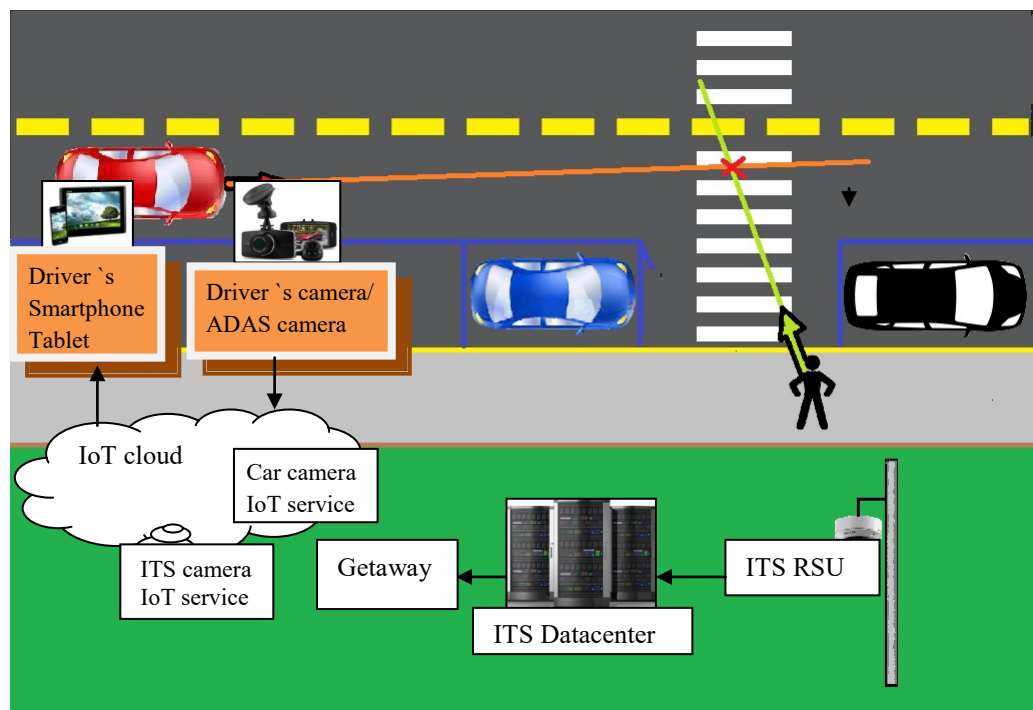 Driver `s
Smartphone
Tablet
Driver `s camera/
ADAS camera
IoT cloud
Car camera
IoT service
ITS camera
IoT service
Getaway
ITS Datacenter
ITS RSU